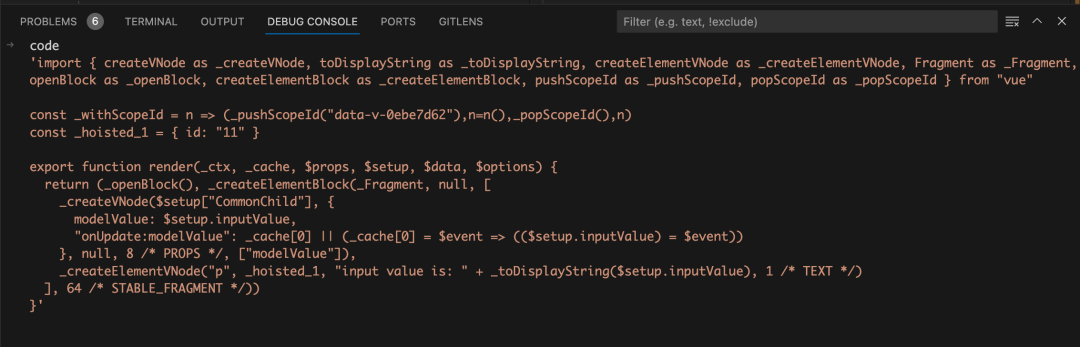 PROBLEMS 6 TERMINAL OUTPUT DEBUG CONSOLE PORTS GITLENS Filter (e.g. text, !exclude)
code
'import { createVNode as _createVNode, toDisplayString as _toDisplayString, createElementVNode as _createElementVNode, Fragment as _Fragment,
openBlock as _openBlock, createElementBlock as _createElementBlock, pushScopeId as _pushScopeId, popScopeId as _popScopeId } from "vue"
const _withScopeId = n => (_pushScopeId("data-v-0ebe7d62"),n=n(),_popScopeId(),n)
const _hoisted_1 = { id: "11" }
export function render(_ctx, _cache, $props, $setup, $data, $options) {
return (_openBlock(), _createElementBlock(_Fragment, null, [
_createVNode($setup["CommonChild"], {
modelValue: $setup.inputValue,
"onUpdate:modelValue": _cache[0] || (_cache[0] = $event => (($setup.inputValue) = $event))
}, null, 8 /* PROPS */, ["modelValue"]),
_createElementVNode("p", _hoisted_1, "input value is: " + _toDisplayString($setup.inputValue), 1 /* TEXT */)
], 64 /* STABLE_FRAGMENT */))
}'